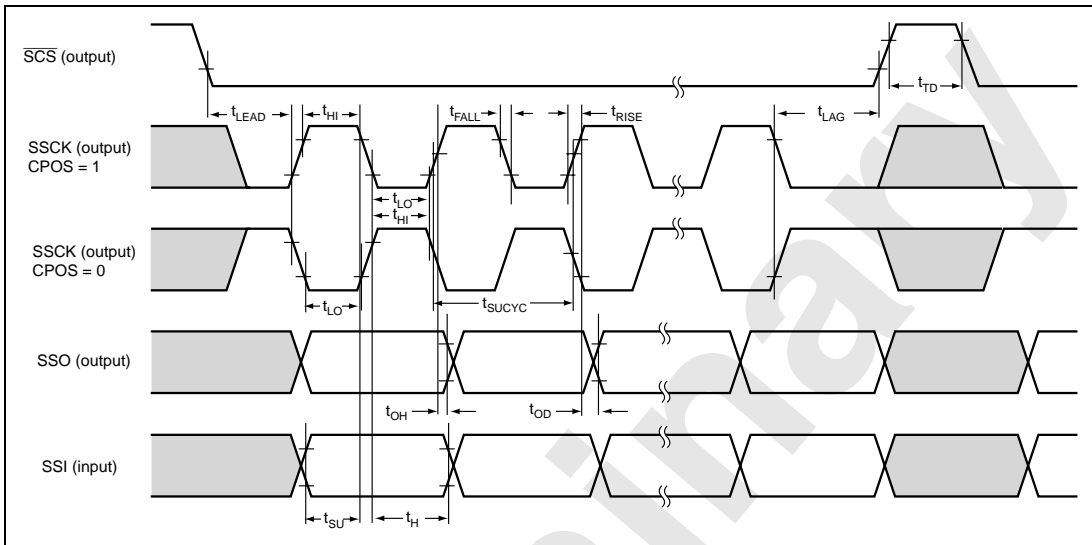 SCS (output)
tTD
tLEAD
tHI
tFALL
tRISE
tLAG
SSCK (output)
CPOS = 1
tLO
tHI
SSCK (output)
CPOS = 0
tLO
tSUCYC
SSO (output)
tOH
tOD
SSI (input)
tSU
tH